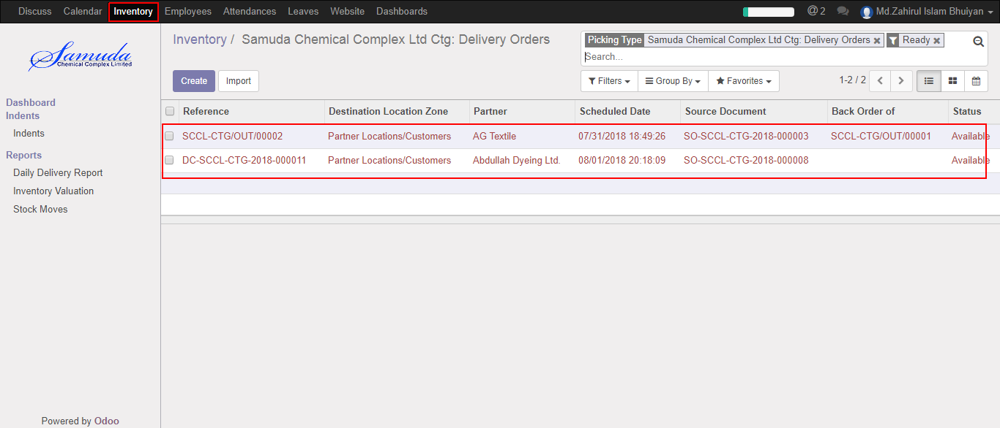 Discuss Calendar Inventory Employees Attendances Leaves Website Dashboards @ 2 Md.Zahirul Islam Bhuiyan
Samuda
Chemical Complex Limited
Inventory / Samuda Chemical Complex Ltd Ctg: Delivery Orders
Picking Type Samuda Chemical Complex Ltd Ctg: Delivery Orders × Ready ×
Search...
Create Import
Filters Group By Favorites 1-2 / 2
Dashboard
Indents
Indents
Reports
Daily Delivery Report
Inventory Valuation
Stock Moves
Reference Destination Location Zone Partner Scheduled Date Source Document Back Order of Status
SCCL-CTG/OUT/00002 Partner Locations/Customers AG Textile 07/31/2018 18:49:26 SO-SCCL-CTG-2018-000003 SCCL-CTG/OUT/00001 Available
DC-SCCL-CTG-2018-000011 Partner Locations/Customers Abdullah Dyeing Ltd. 08/01/2018 20:18:09 SO-SCCL-CTG-2018-000008 Available
Powered by Odoo